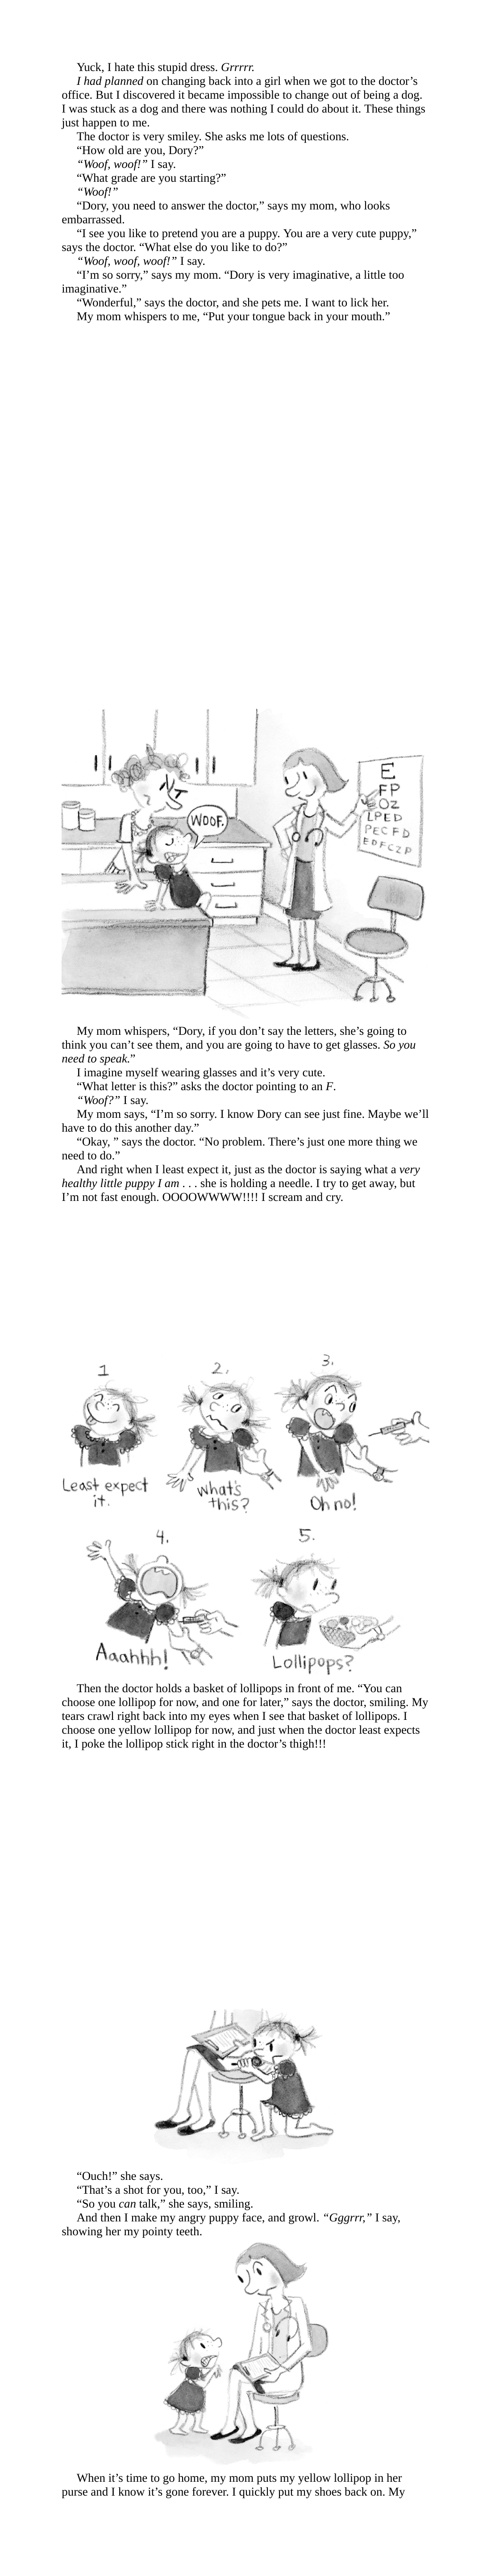 Yuck, I hate this stupid dress. Grrrrr.
I had planned on changing back into a girl when we got to the doctor’s
office. But I discovered it became impossible to change out of being a dog.
I was stuck as a dog and there was nothing I could do about it. These things
just happen to me.
The doctor is very smiley. She asks me lots of questions.
“How old are you, Dory?”
“Woof, woof!” I say.
“What grade are you starting?”
“Woof!”
“Dory, you need to answer the doctor,” says my mom, who looks
embarrassed.
“I see you like to pretend you are a puppy. You are a very cute puppy,”
says the doctor. “What else do you like to do?”
“Woof, woof, woof!” I say.
“I’m so sorry,” says my mom. “Dory is very imaginative, a little too
imaginative.”
“Wonderful,” says the doctor, and she pets me. I want to lick her.
My mom whispers to me, “Put your tongue back in your mouth.”
WOOF.
E
FP
OZ
LPED
PECFD
EDFCZP
My mom whispers, “Dory, if you don’t say the letters, she’s going to
think you can’t see them, and you are going to have to get glasses. So you
need to speak.”
I imagine myself wearing glasses and it’s very cute.
“What letter is this?” asks the doctor pointing to an F.
“Woof?” I say.
My mom says, “I’m so sorry. I know Dory can see just fine. Maybe we’ll
have to do this another day.”
“Okay, ” says the doctor. “No problem. There’s just one more thing we
need to do.”
And right when I least expect it, just as the doctor is saying what a very
healthy little puppy I am . . . she is holding a needle. I try to get away, but
I’m not fast enough. OOOOWWWW!!!! I scream and cry.
1
Least expect
it.
2.
What's
this?
3.
Oh no!
4.
Aaahhh!
5.
Lollipops?
Then the doctor holds a basket of lollipops in front of me. “You can
choose one lollipop for now, and one for later,” says the doctor, smiling. My
tears crawl right back into my eyes when I see that basket of lollipops. I
choose one yellow lollipop for now, and just when the doctor least expects
it, I poke the lollipop stick right in the doctor’s thigh!!!
“Ouch!” she says.
“That’s a shot for you, too,” I say.
“So you can talk,” she says, smiling.
And then I make my angry puppy face, and growl. “Gggrrr,” I say,
showing her my pointy teeth.
When it’s time to go home, my mom puts my yellow lollipop in her
purse and I know it’s gone forever. I quickly put my shoes back on. My